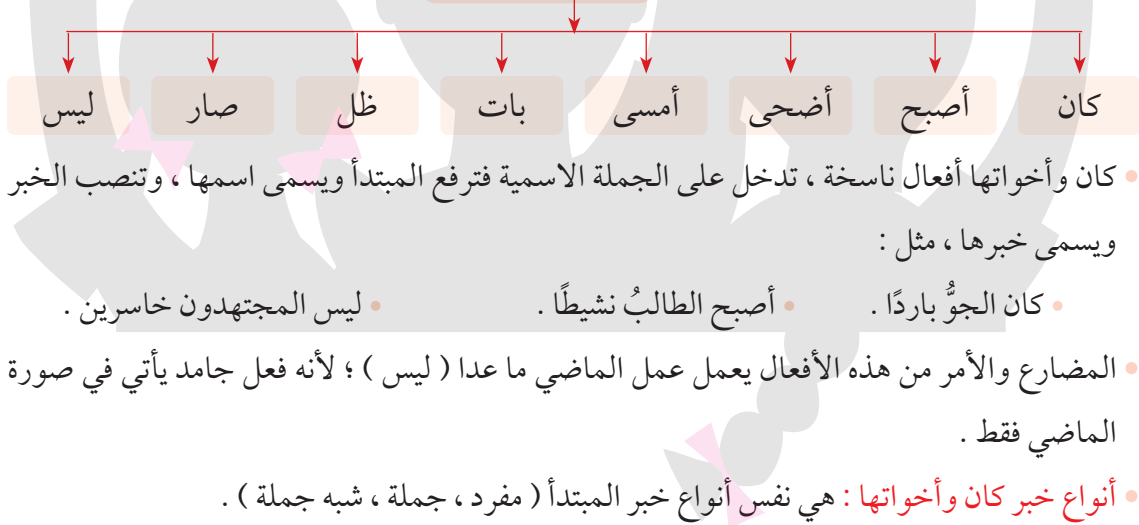 كان أصبح أضحى أمسى بات ظل صار ليس
• كان وأخواتها أفعال ناسخة ، تدخل على الجملة الاسمية فترفع المبتدأ ويسمى اسمها ، وتنصب الخبر
ويسمى خبرها ، مثل :
• كان الجوُّ باردًا . • أصبح الطالبُ نشيطًا . • ليس المجتهدون خاسرين .
• المضارع والأمر من هذه الأفعال يعمل عمل الماضي ما عدا ( ليس ) ؛ لأنه فعل جامد يأتي في صورة
الماضي فقط .
• أنواع خبر كان وأخواتها : هي نفس أنواع خبر المبتدأ ( مفرد ، جملة ، شبه جملة ) .